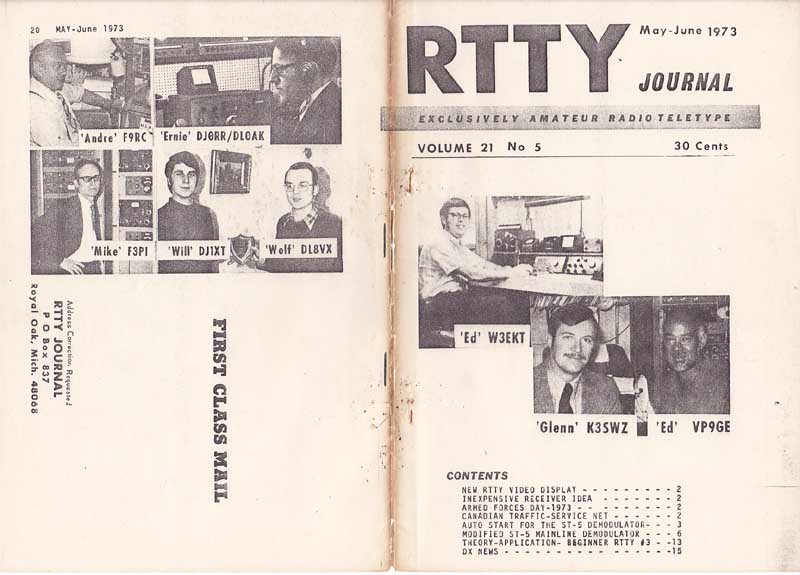 20 MAY-June 1973
'Andre' F9RC
'Ernie' DJ0RR/DL0AK
'Mike' F3PI
'Will' DJ1XT
'Wolf' DL8VX
Address Correction Requested
RTTY JOURNAL
P O Box 837
Royal Oak, Mich. 48068
FIRST CLASS MAIL
RTTY
May-June 1973
JOURNAL
EXCLUSIVELY AMATEUR RADIO TELETYPE
VOLUME 21 No 5
30 Cents
'Ed' W3EKT
'Glenn' K3SWZ
'Ed' VP9GE
CONTENTS
NEW RTTY VIDEO DISPLAY - - - - - - - - - 2
INEXPENSIVE RECEIVER IDEA - - - - - - - 2
ARMED FORCES DAY-1973 - - - - - - - - - 2
CANADIAN TRAFFIC-SERVICE NET - - - - - - 2
AUTO START FOR THE ST-5 DEMODULATOR- - - 3
MODIFIED ST-5 MAINLINE DEMODULATOR - - - 6
THEORY-APPLICATION- BEGINNER RTTY #3 - -13
DX NEWS - - - - - - - - - - - - - -15